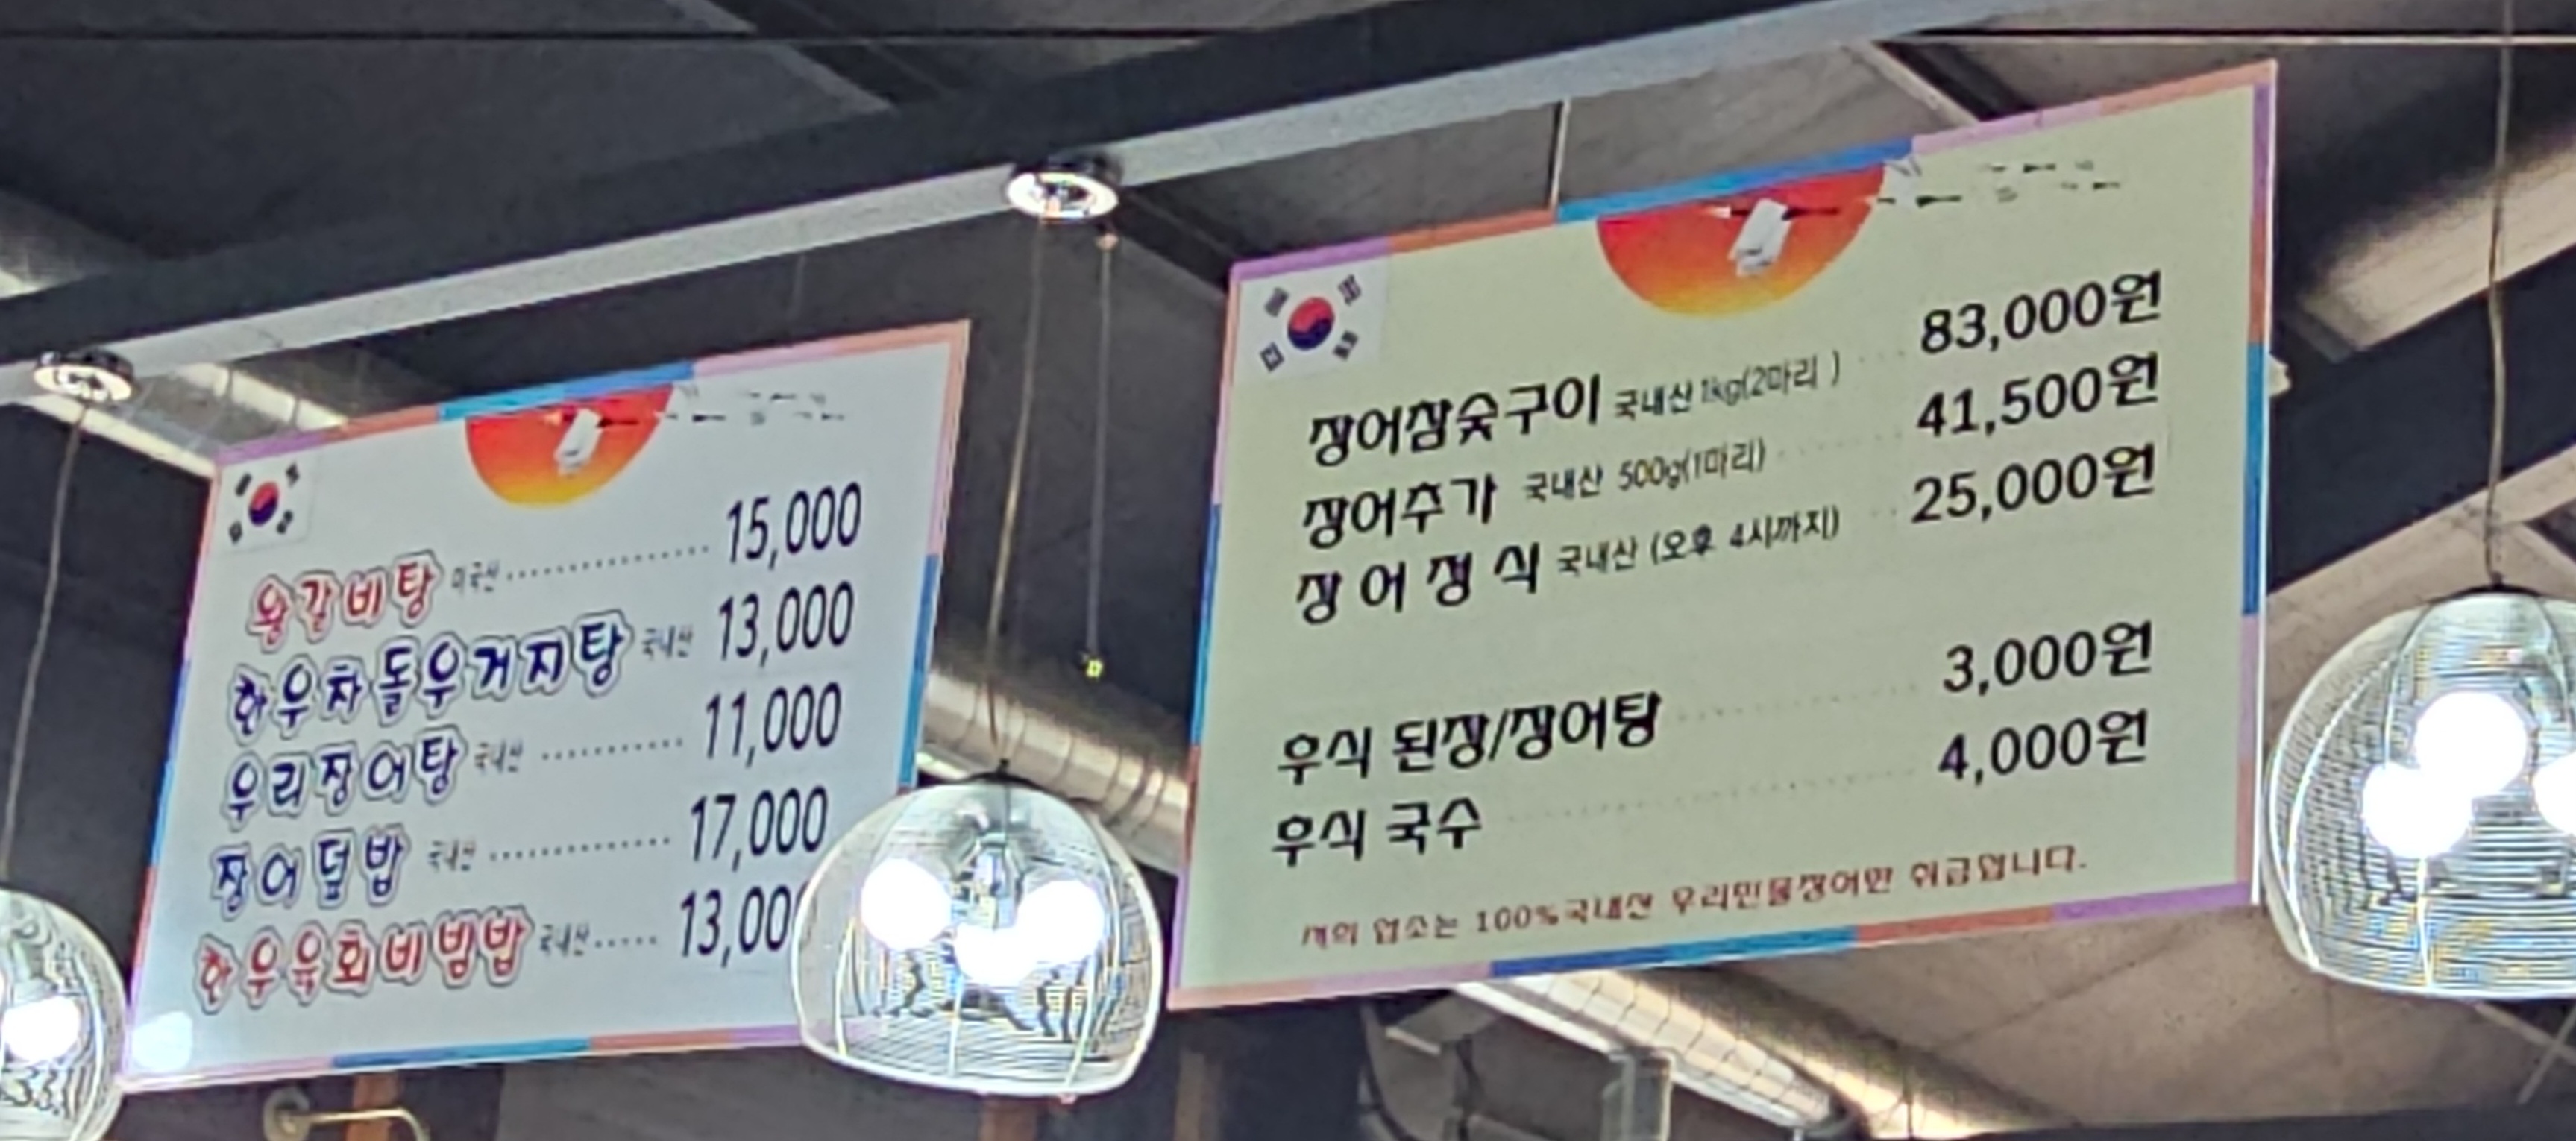 왕갈비탕 미국산 15,000
한우차돌우거지탕 국내산 13,000
우리장어탕 국내산 11,000
장어덮밥 국내산 17,000
한우육회비빔밥 국내산 13,00
장어참숯구이 국내산 1kg(2마리 ) 83,000원
장어추가 국내산 500g(1마리) 41,500원
장 어 정 식 국내산 (오후 4시까지) 25,000원
후식 된장/장어탕 3,000원
후식 국수 4,000원
저희 업소는 100%국내산 우리민물장어만 취급합니다.